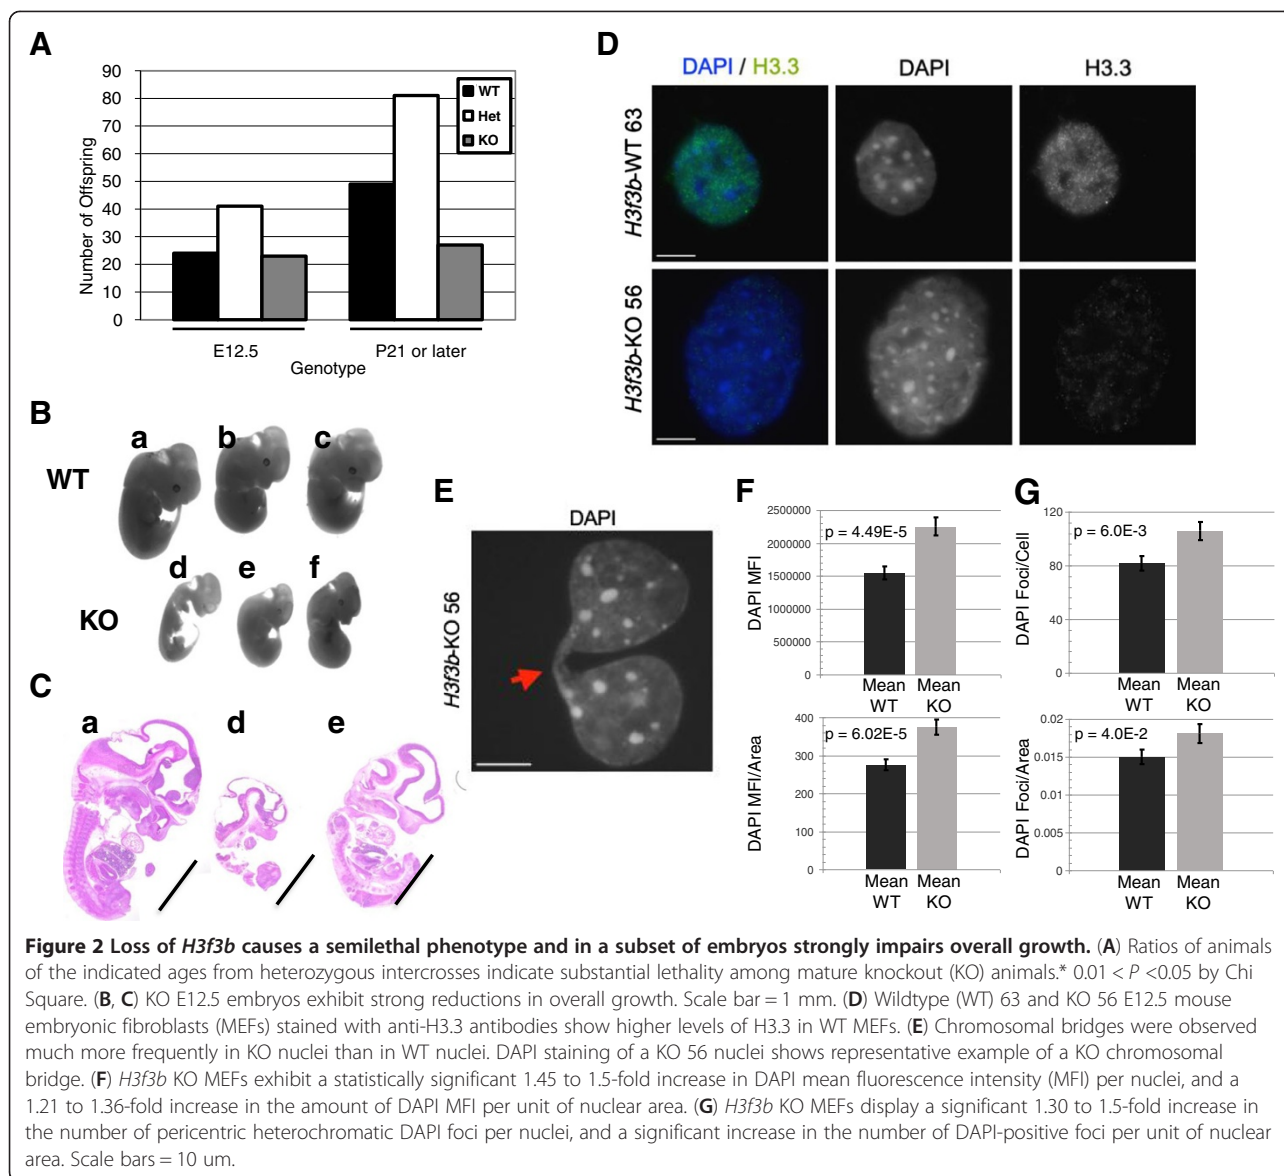 A
90
80
70
60
50
40
30
20
10
0
Number of Offspring
WT
Het
KO
E12.5
P21 or later
Genotype
B
WT
a b c
KO
d e f
C
a d e
D
DAPI / H3.3
DAPI
H3.3
H3f3b-WT 63
H3f3b-KO 56
E
DAPI
H3f3b-KO 56
F
DAPI MFI
2500000
2000000
1500000
1000000
500000
0
p = 4.49E-5
Mean Mean
WT KO
DAPI MFI/Area
400
300
200
100
0
p = 6.02E-5
Mean Mean
WT KO
G
DAPI Foci/Cell
120
80
40
0
p = 6.0E-3
Mean Mean
WT KO
DAPI Foci/Area
0.02
0.015
0.01
0.005
0
p = 4.0E-2
Mean Mean
WT KO
Figure 2 Loss of H3f3b causes a semilethal phenotype and in a subset of embryos strongly impairs overall growth. (A) Ratios of animals
of the indicated ages from heterozygous intercrosses indicate substantial lethality among mature knockout (KO) animals.* 0.01 < P <0.05 by Chi
Square. (B, C) KO E12.5 embryos exhibit strong reductions in overall growth. Scale bar = 1 mm. (D) Wildtype (WT) 63 and KO 56 E12.5 mouse
embryonic fibroblasts (MEFs) stained with anti-H3.3 antibodies show higher levels of H3.3 in WT MEFs. (E) Chromosomal bridges were observed
much more frequently in KO nuclei than in WT nuclei. DAPI staining of a KO 56 nuclei shows representative example of a KO chromosomal
bridge. (F) H3f3b KO MEFs exhibit a statistically significant 1.45 to 1.5-fold increase in DAPI mean fluorescence intensity (MFI) per nuclei, and a
1.21 to 1.36-fold increase in the amount of DAPI MFI per unit of nuclear area. (G) H3f3b KO MEFs display a significant 1.30 to 1.5-fold increase in
the number of pericentric heterochromatic DAPI foci per nuclei, and a significant increase in the number of DAPI-positive foci per unit of nuclear
area. Scale bars = 10 um.